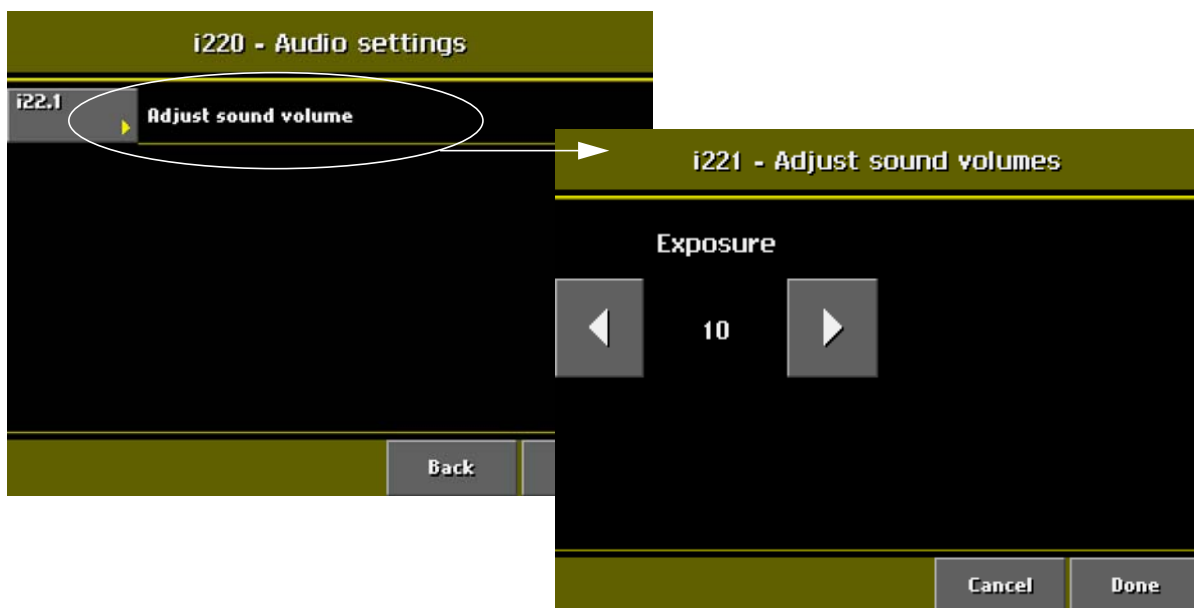 i220 - Audio settings
i22.1
Adjust sound volume
Back
i221 - Adjust sound volumes
Exposure
10
Cancel
Done